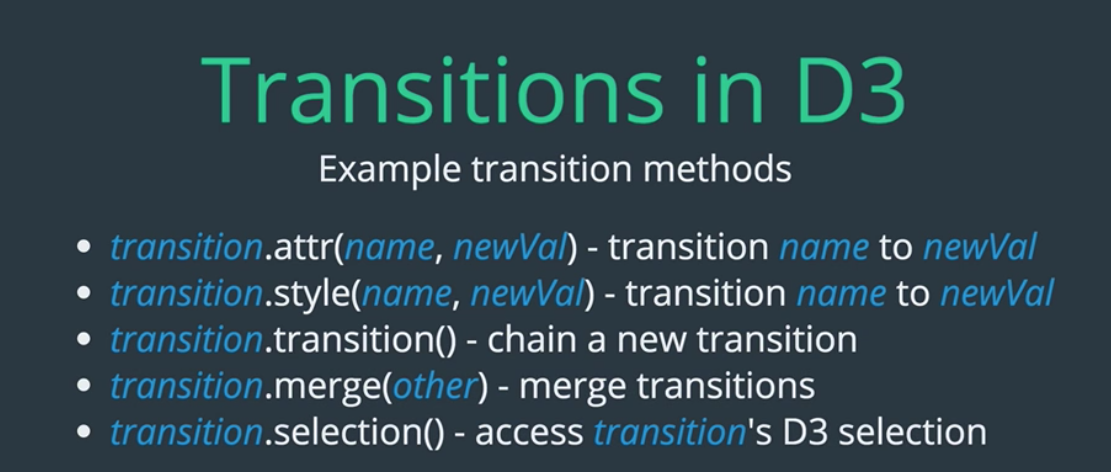 Transitions in D3
Example transition methods
• transition.attr(name, newVal) - transition name to newVal
• transition.style(name, newVal) - transition name to newVal
• transition.transition() - chain a new transition
• transition.merge(other) - merge transitions
• transition.selection() - access transition's D3 selection